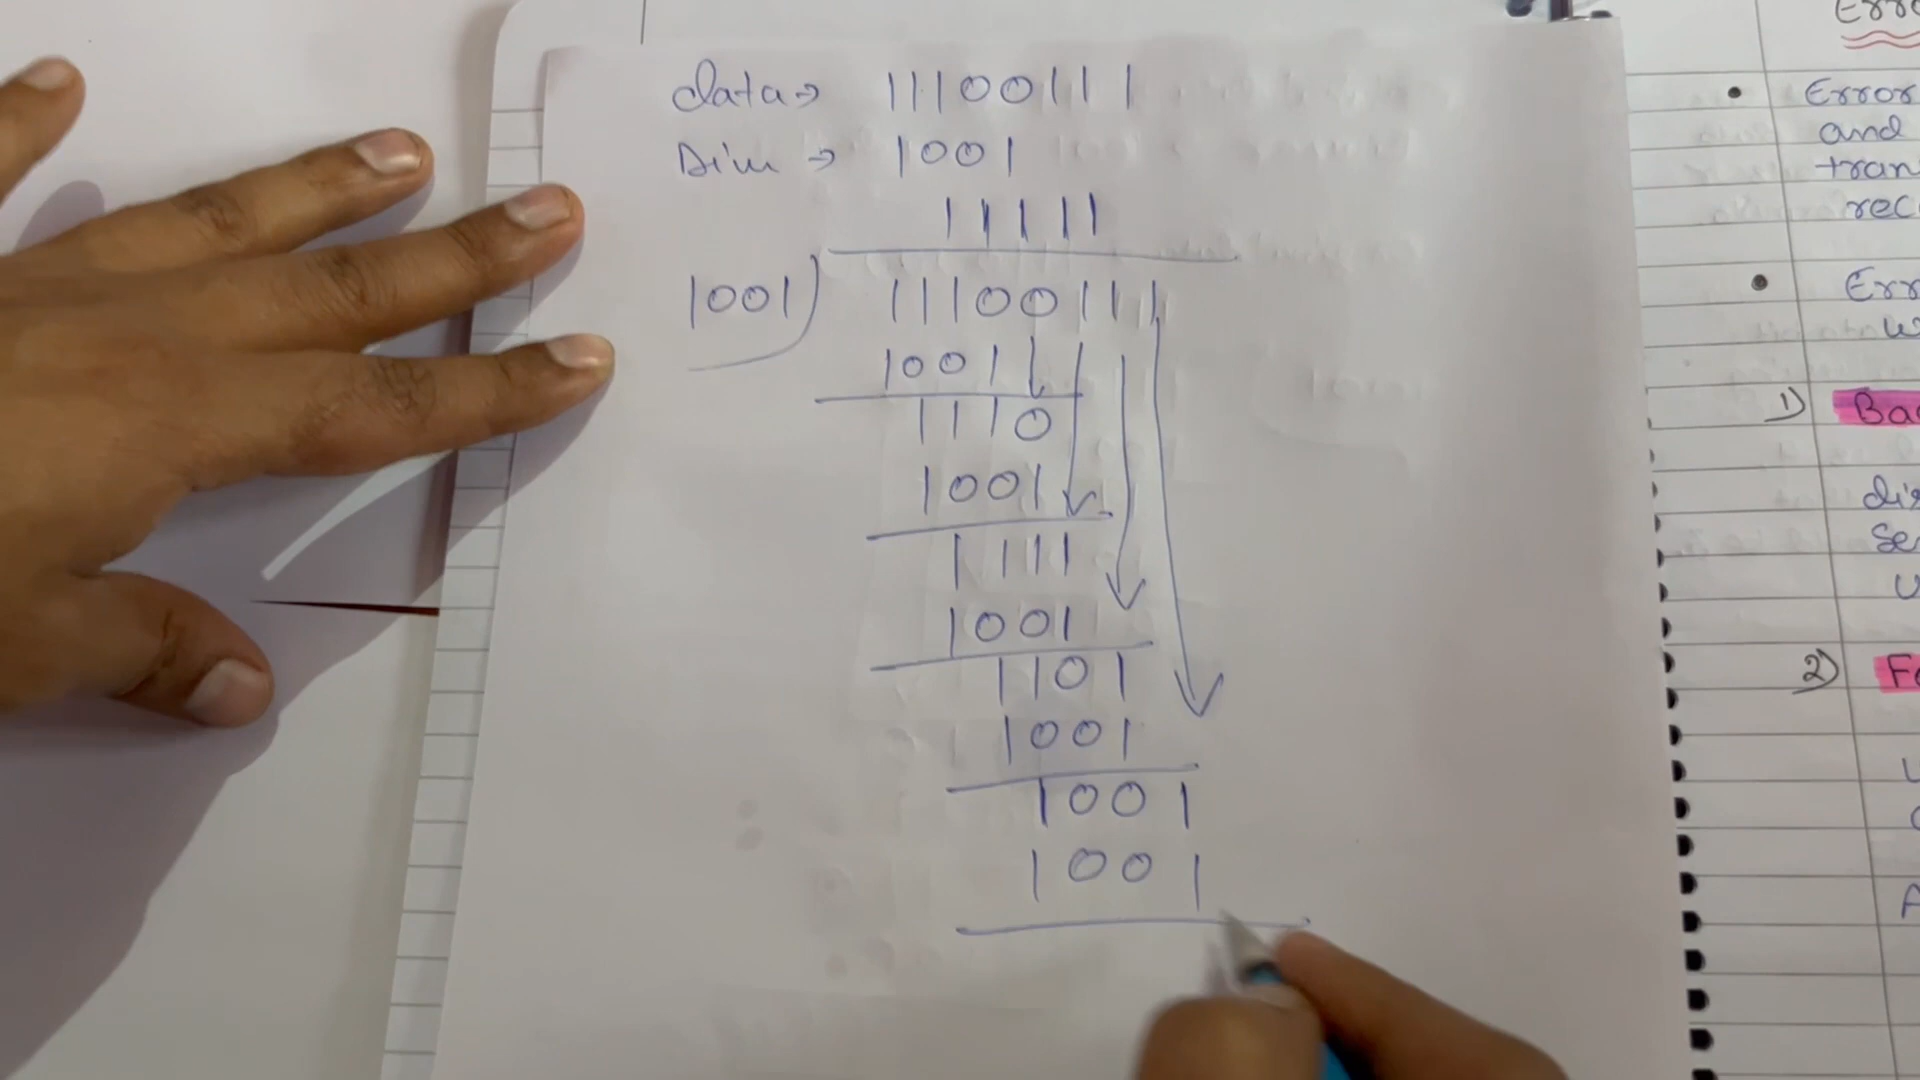 data → 11100111
Div → 1001
11111
1001) 11100111
1001
1110
1001
1111
1001
1101
1001
1001
1001
Error
and
tran
rec
Err
1) Ba
2) F